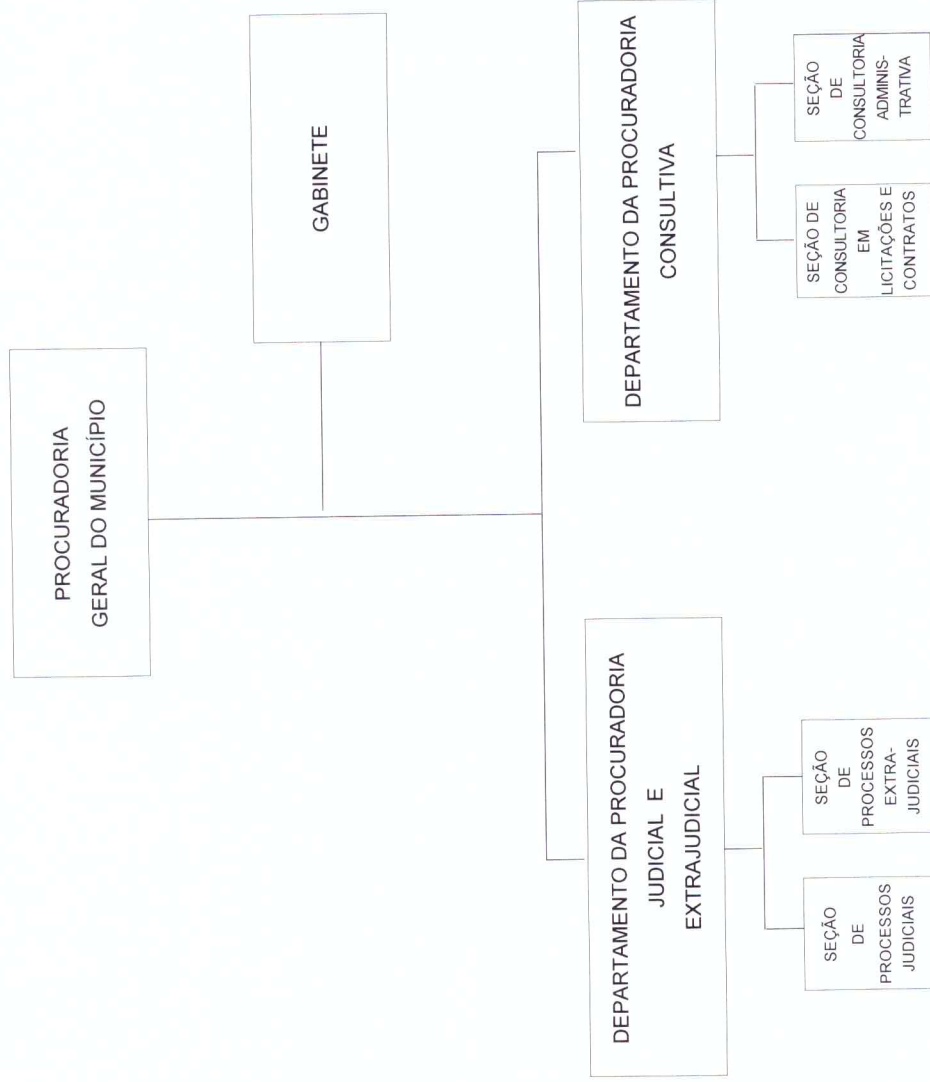 PROCURADORIA
GERAL DO MUNICÍPIO
GABINETE
DEPARTAMENTO DA PROCURADORIA
JUDICIAL E
EXTRAJUDICIAL
DEPARTAMENTO DA PROCURADORIA
CONSULTIVA
SEÇÃO
DE
PROCESSOS
JUDICIAIS
SEÇÃO
DE
PROCESSOS
EXTRA-
JUDICIAIS
SEÇÃO DE
CONSULTORIA
EM
LICITAÇÕES E
CONTRATOS
SEÇÃO
DE
CONSULTORIA
ADMINIS-
TRATIVA